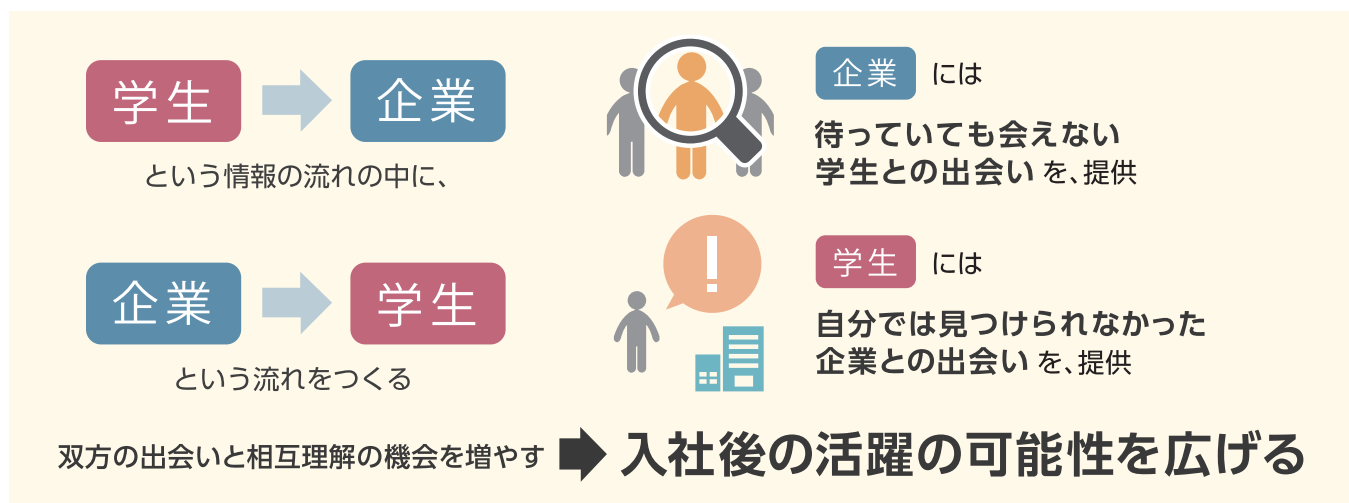 学生 企業
という情報の流れの中に、
企業 学生
という流れをつくる
企業 には
待っていても会えない
学生との出会い を、提供
!
学生 には
自分では見つけられなかった
企業との出会い を、提供
双方の出会いと相互理解の機会を増やす 入社後の活躍の可能性を広げる